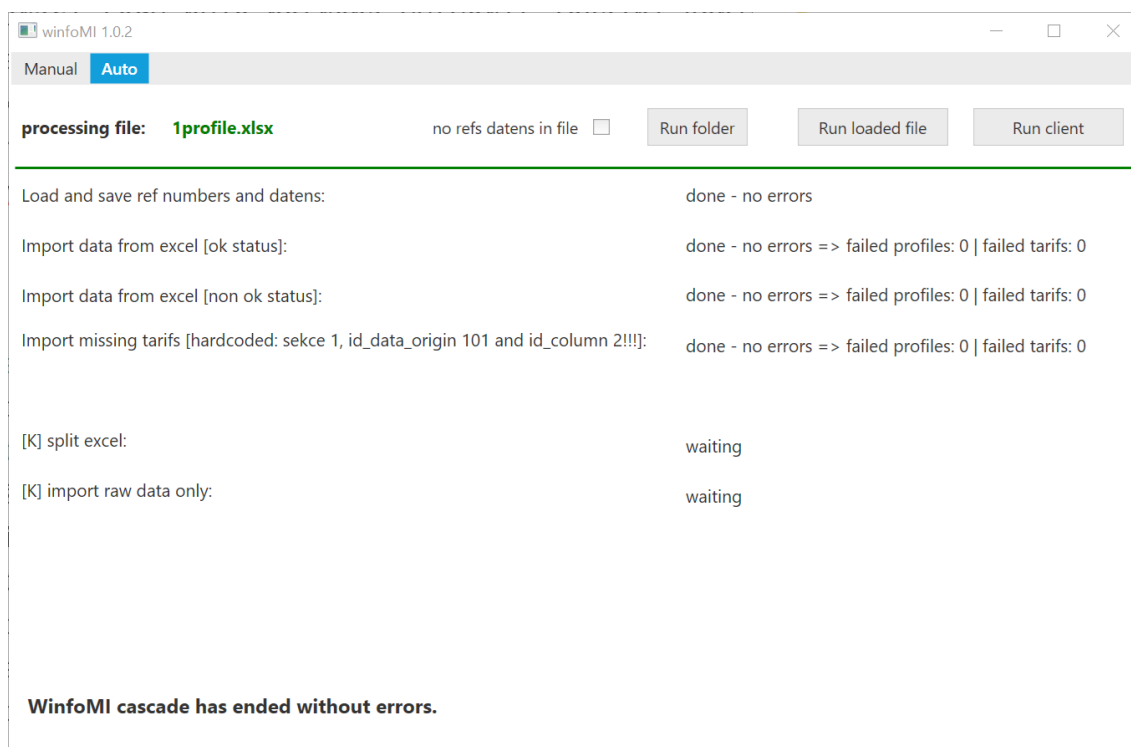 winfoMI 1.0.2
Manual Auto
processing file: 1profile.xlsx no refs datens in file Run folder Run loaded file Run client
Load and save ref numbers and datens: done - no errors
Import data from excel [ok status]: done - no errors => failed profiles: 0 | failed tarifs: 0
Import data from excel [non ok status]: done - no errors => failed profiles: 0 | failed tarifs: 0
Import missing tarifs [hardcoded: sekce 1, id_data_origin 101 and id_column 2!!!]: done - no errors => failed profiles: 0 | failed tarifs: 0
[K] split excel: waiting
[K] import raw data only: waiting
WinfoMI cascade has ended without errors.